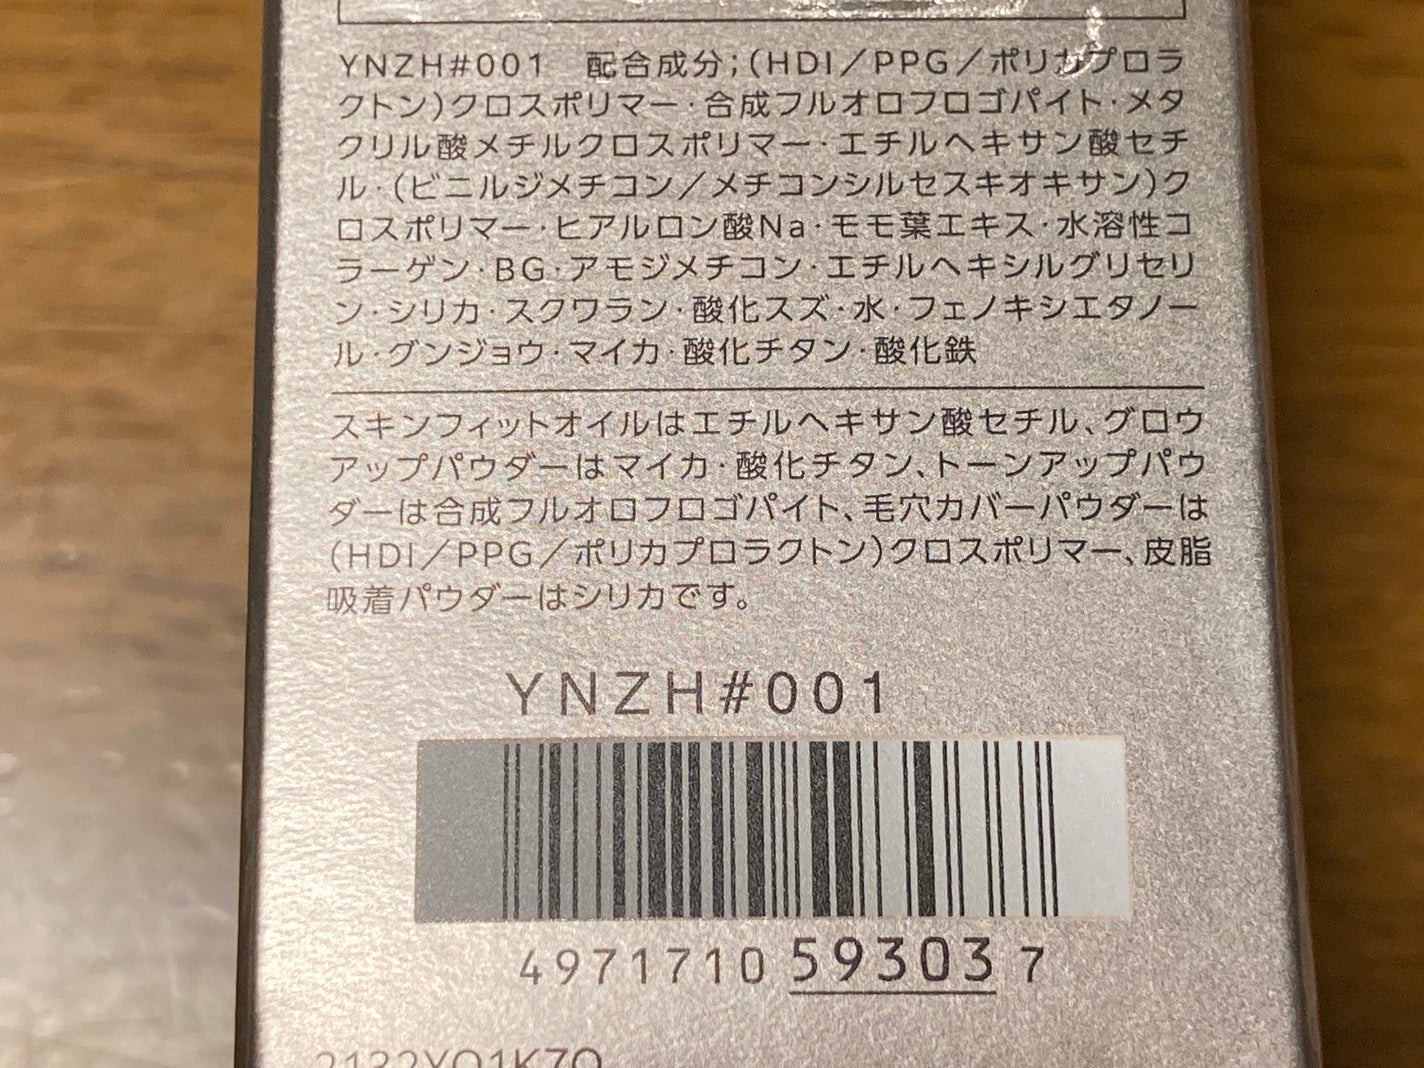 YNZH#001 配合成分;(HDI/PPG/ポリカプロラ
クトン)クロスポリマー・合成フルオロフロゴパイト・メタ
クリル酸メチルクロスポリマー・エチルヘキサン酸セチ
ル・(ビニルジメチコン/メチコンシルセスキオキサン)ク
ロスポリマー・ヒアルロン酸Na・モモ葉エキス・水溶性コ
ラーゲン・BG・アモジメチコン・エチルヘキシルグリセリ
ン・シリカ・スクワラン・酸化スズ・水・フェノキシエタノー
ル・グンジョウ・マイカ・酸化チタン・酸化鉄
スキンフィットオイルはエチルヘキサン酸セチル、グロウ
アップパウダーはマイカ・酸化チタン、トーンアップパウ
ダーは合成フルオロフロゴパイト、毛穴カバーパウダーは
(HDI/PPG/ポリカプロラクトン)クロスポリマー、皮脂
吸着パウダーはシリカです。
YNZH#001
4971710 59303 7